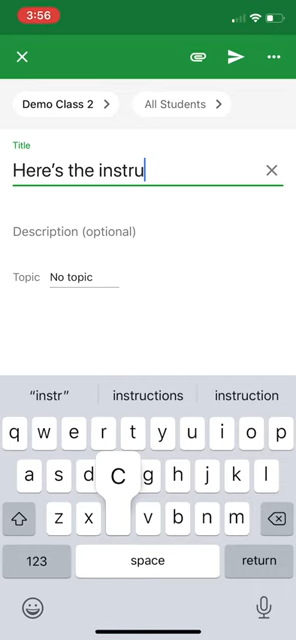 3:56
Demo Class 2 All Students
Title
Here's the instru
Description (optional)
Topic No topic
"instr" instructions instruction
q w e r t y u i o p
a s d C g h j k l
z x v b n m
123 space return